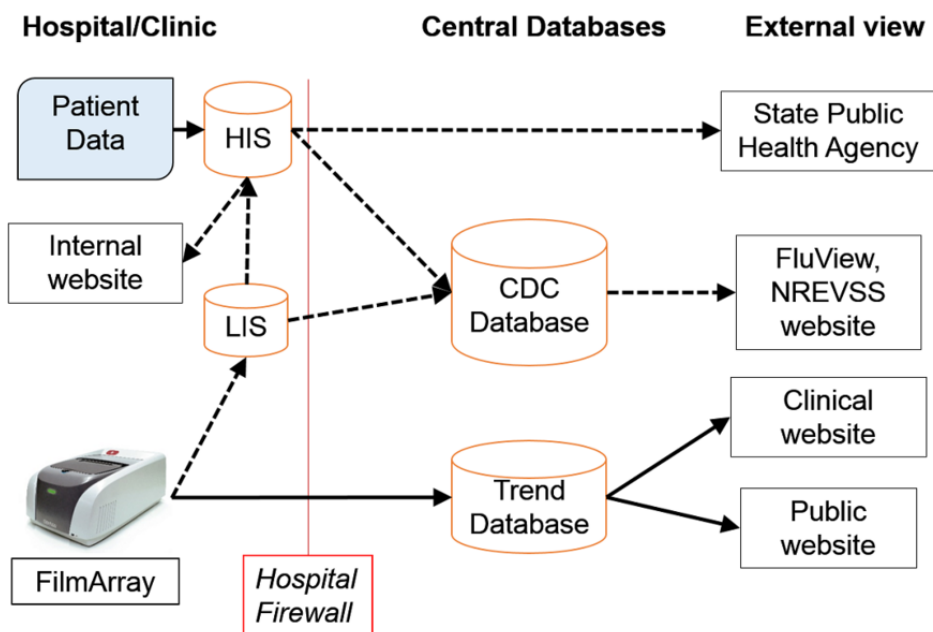 Hospital/Clinic
Central Databases
External view
Patient
Data
HIS
State Public
Health Agency
Internal
website
LIS
CDC
Database
FluView,
NREVSS
website
Clinical
website
Trend
Database
Public
website
FilmArray
Hospital
Firewall